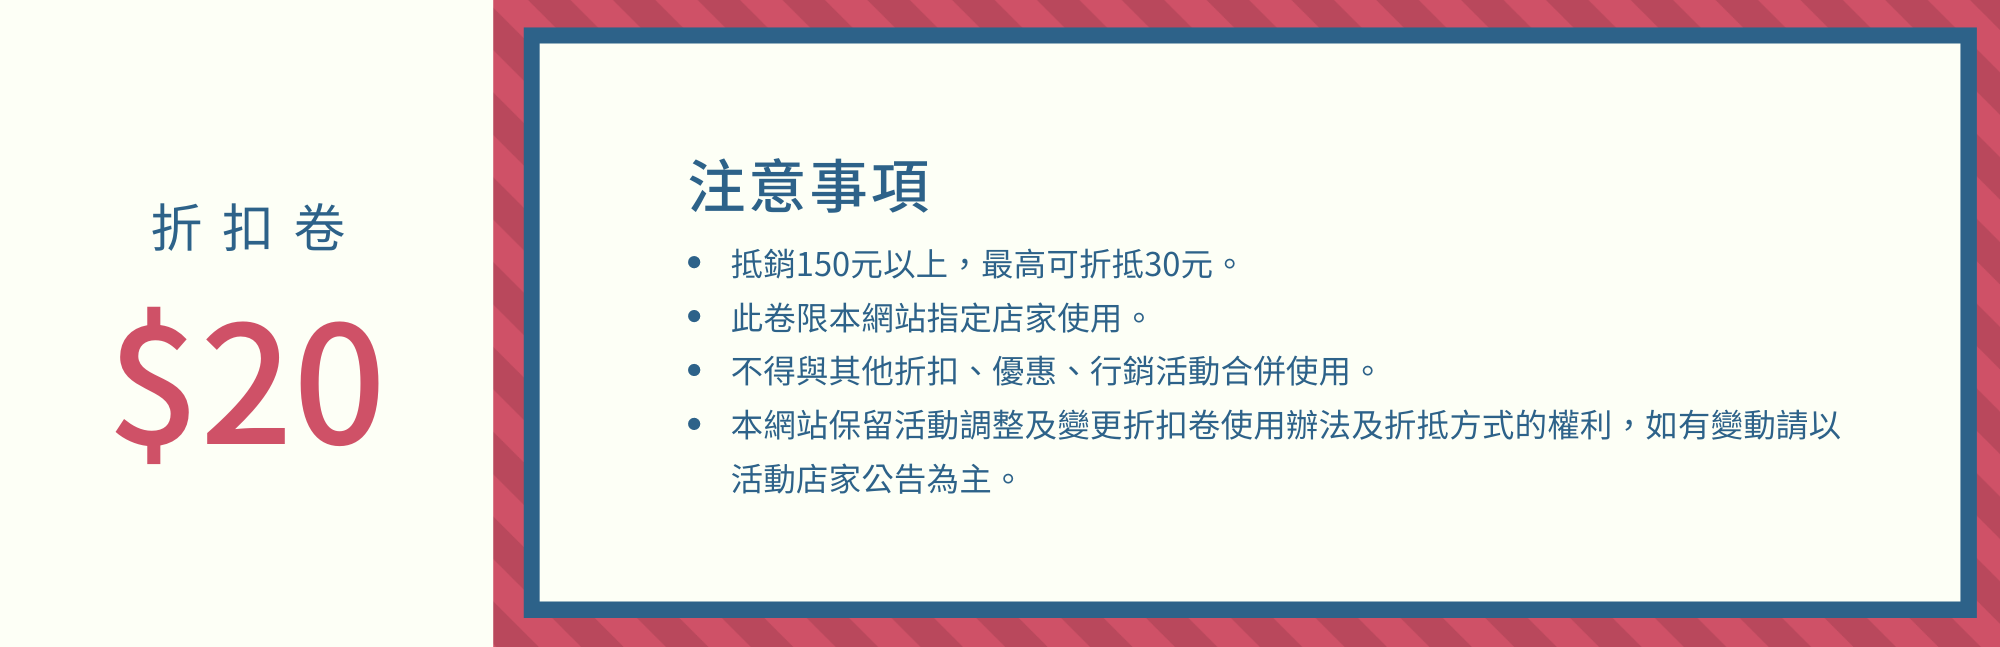 折扣卷
$20
注意事項
• 抵銷150元以上，最高可折抵30元。
• 此卷限本網站指定店家使用。
• 不得與其他折扣、優惠、行銷活動合併使用。
• 本網站保留活動調整及變更折扣卷使用辦法及折抵方式的權利，如有變動請以
活動店家公告為主。